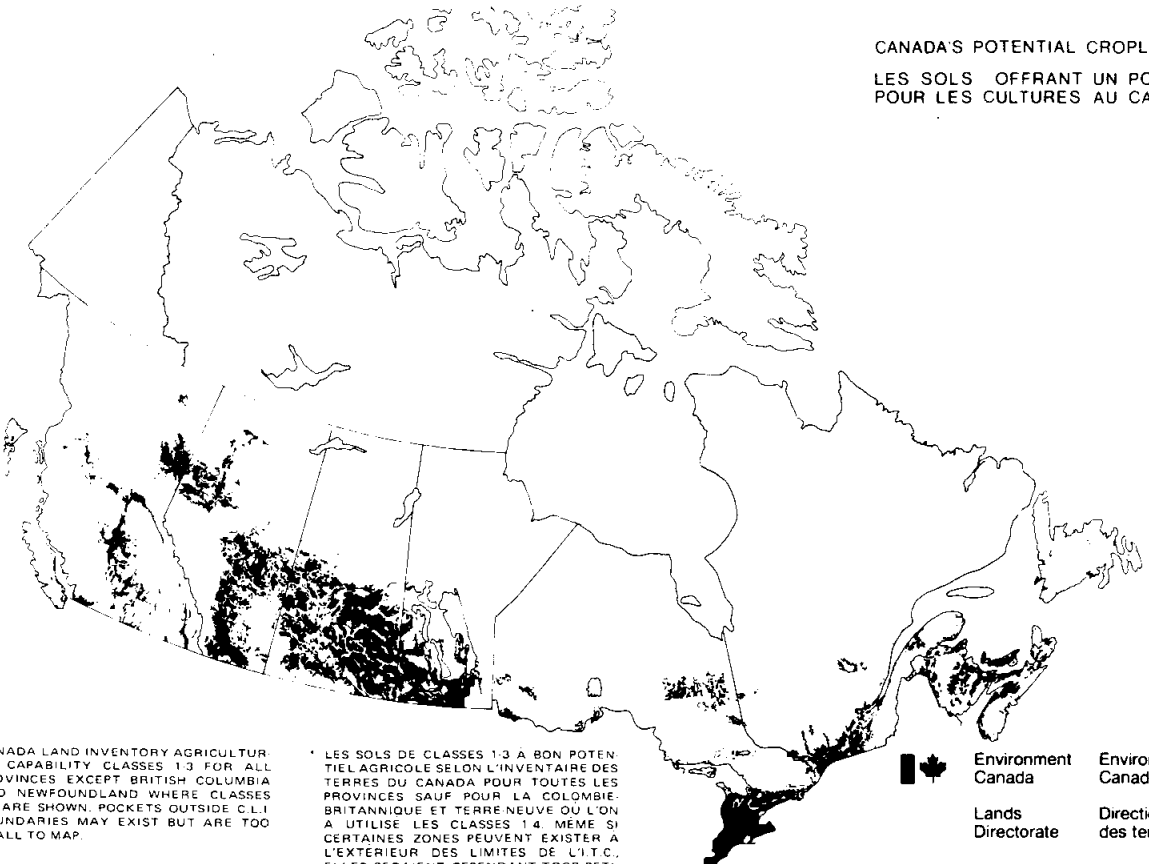 CANADA'S POTENTIAL CROPL
LES SOLS OFFRANT UN PO
POUR LES CULTURES AU CA
NADA LAND INVENTORY AGRICULTUR-
CAPABILITY CLASSES 1-3 FOR ALL
OVINCES EXCEPT BRITISH COLUMBIA
D NEWFOUNDLAND WHERE CLASSES
ARE SHOWN. POCKETS OUTSIDE C.L.I.
UNDARIES MAY EXIST BUT ARE TOO
ALL TO MAP.
* LES SOLS DE CLASSES 1-3 À BON POTEN-
TIEL AGRICOLE SELON L'INVENTAIRE DES
TERRES DU CANADA POUR TOUTES LES
PROVINCES SAUF POUR LA COLOMBIE-
BRITANNIQUE ET TERRE-NEUVE OÙ L'ON
A UTILISÉ LES CLASSES 1-4. MÊME SI
CERTAINES ZONES PEUVENT EXISTER À
L'EXTÉRIEUR DES LIMITES DE L'I.T.C.,
Environment
Canada
Lands
Directorate
Enviro
Canad
Directi
des ter